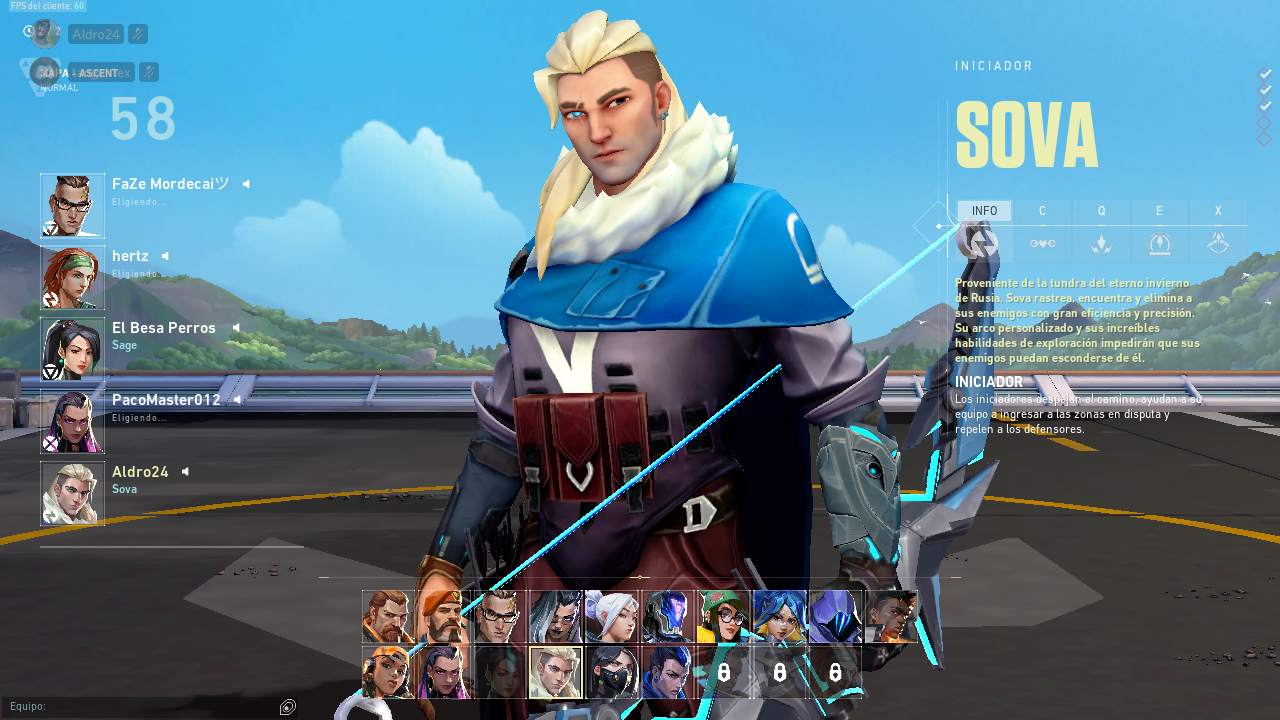 FPS del cliente: 60
2 / 2
Aldro24
MAPA - ASCENT
NORMAL
58
FaZe Mordecaiツ
Eligiendo...
hertz
Eligiendo...
El Besa Perros
Sage
PacoMaster012
Eligiendo...
Aldro24
Sova
INICIADOR
SOVA
INFO
C
Q
E
X
Proveniente de la tundra del eterno invierno
de Rusia, Sova rastrea, encuentra y elimina a
sus enemigos con gran eficiencia y precisión.
Su arco personalizado y sus increíbles
habilidades de exploración impedirán que sus
enemigos puedan esconderse de él.
INICIADOR
Los iniciadores despejan el camino, ayudan a su
equipo a ingresar a las zonas en disputa y
repelen a los defensores.
Equipo: